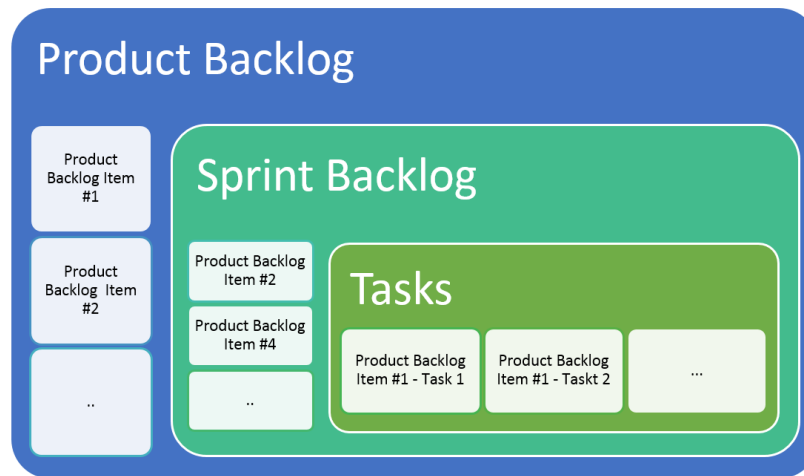 Product Backlog
Product
Backlog Item
#1
Product
Backlog  Item
#2
..
Sprint Backlog
Product Backlog
Item #2
Product Backlog
Item #4
..
Tasks
Product Backlog
Item #1 - Task 1
Product Backlog
Item #1 - Taskt 2
...